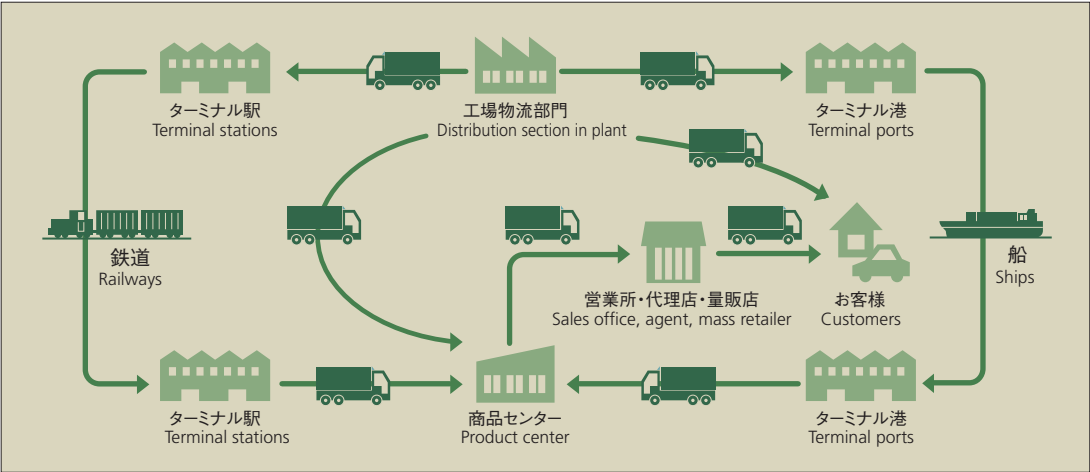 ターミナル駅
Terminal stations
工場物流部門
Distribution section in plant
ターミナル港
Terminal ports
鉄道
Railways
営業所・代理店・量販店
Sales office, agent, mass retailer
お客様
Customers
船
Ships
ターミナル駅
Terminal stations
商品センター
Product center
ターミナル港
Terminal ports